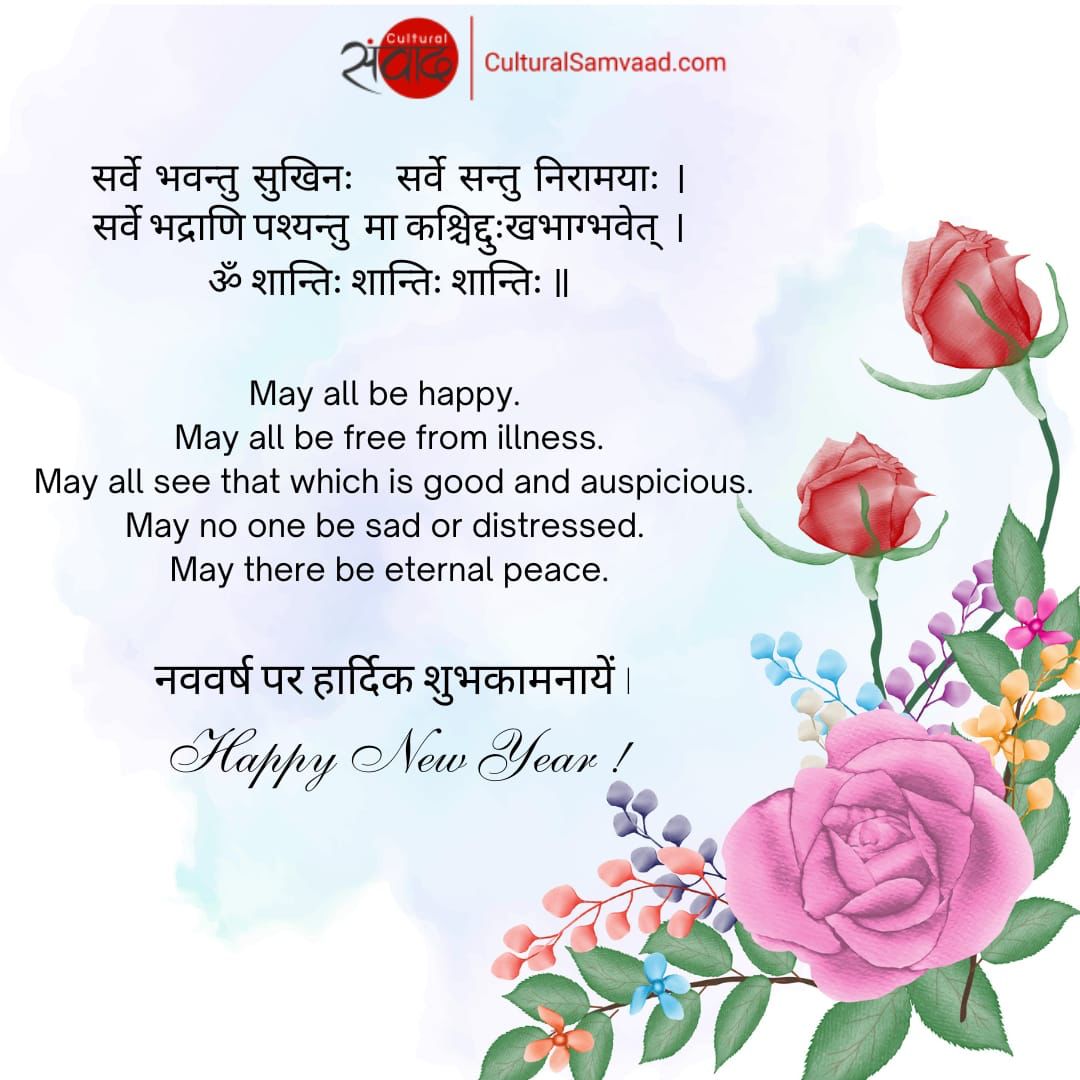 Cultural
संवाद
CulturalSamvaad.com
सर्वे भवन्तु सुखिनः सर्वे सन्तु निरामयाः ।
सर्वे भद्राणि पश्यन्तु मा कश्चिद्दुःखभाग्भवेत् ।
ॐ शान्तिः शान्तिः शान्तिः ॥
May all be happy.
May all be free from illness.
May all see that which is good and auspicious.
May no one be sad or distressed.
May there be eternal peace.
नववर्ष पर हार्दिक शुभकामनायें ।
Happy New Year !